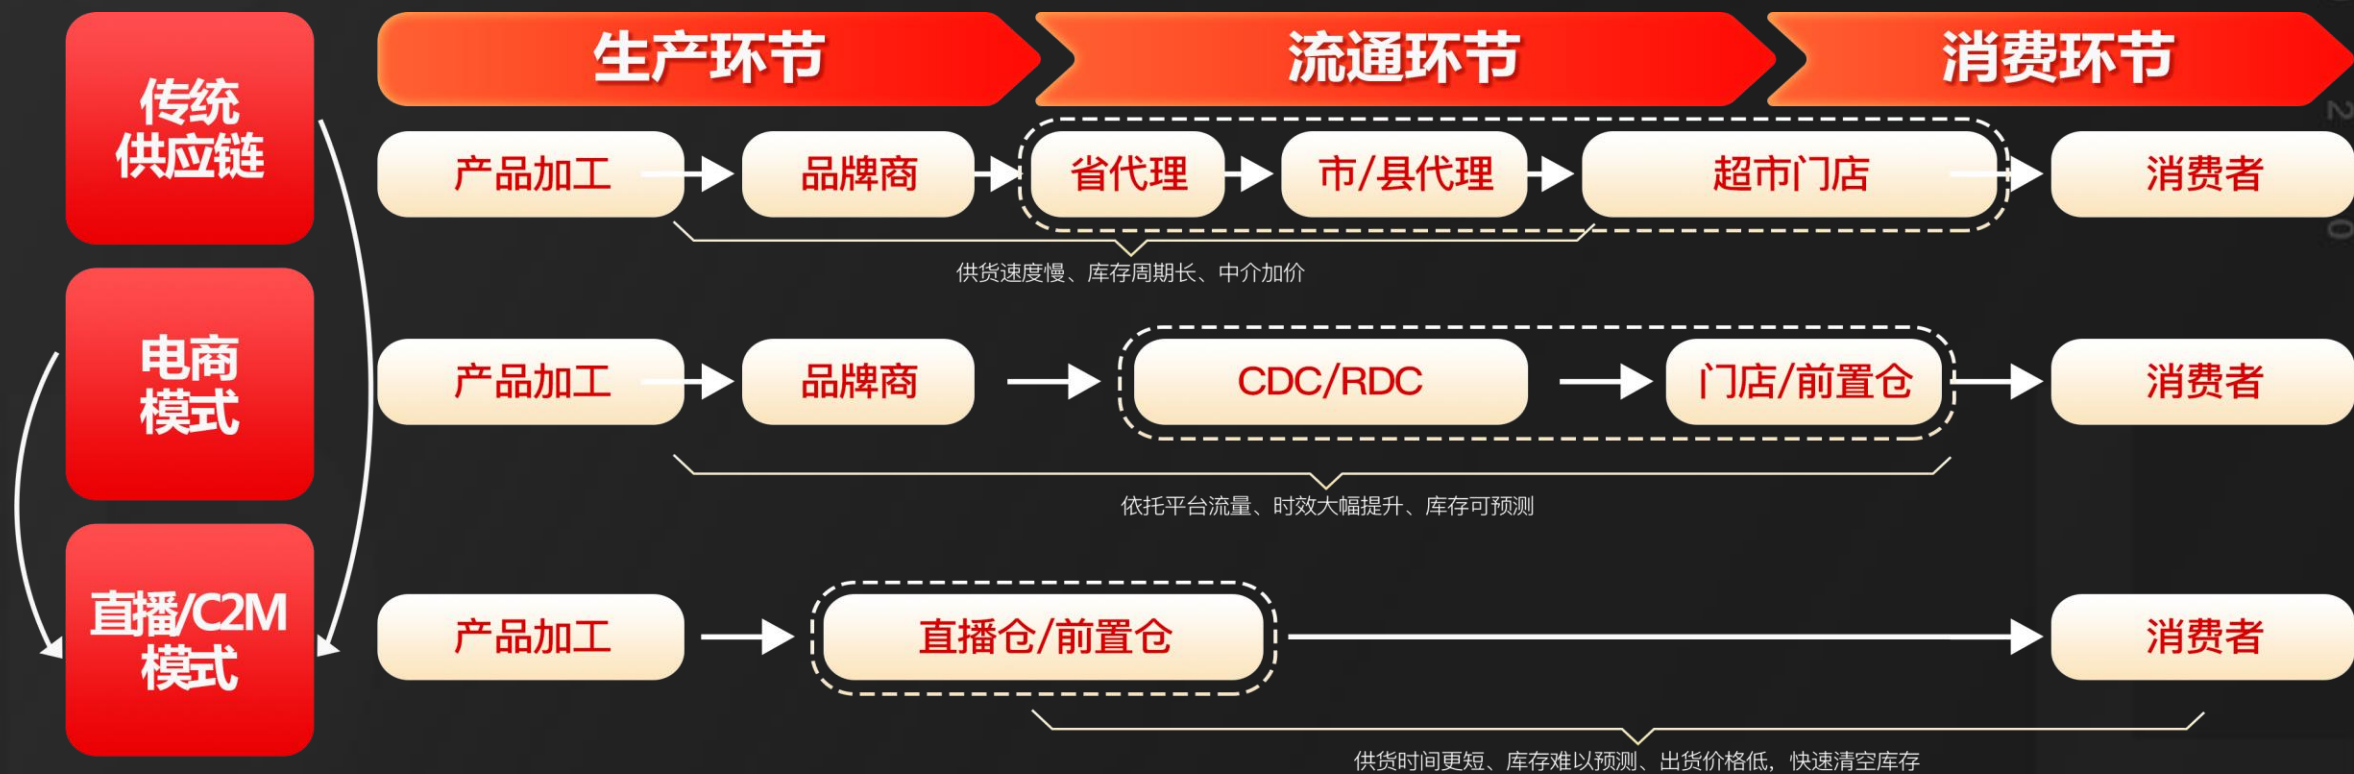 生产环节
流通环节
消费环节
传统
供应链
产品加工
品牌商
省代理
市/县代理
超市门店
消费者
供货速度慢、库存周期长、中介加价
电商
模式
产品加工
品牌商
CDC/RDC
门店/前置仓
消费者
依托平台流量、时效大幅提升、库存可预测
直播/C2M
模式
产品加工
直播仓/前置仓
消费者
供货时间更短、库存难以预测、出货价格低，快速清空库存
2
0